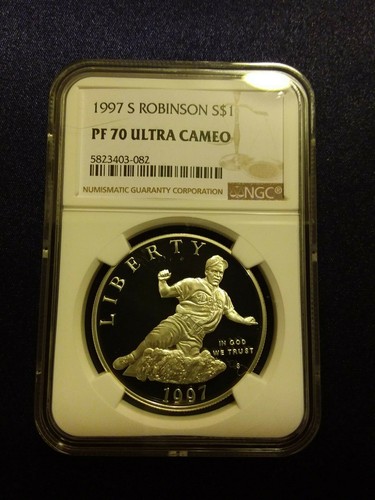 1997 S ROBINSON S$1
PF 70 ULTRA CAMEO
5823403-082
NUMISMATIC GUARANTY CORPORATION
NGC®
LIBERTY
IN GOD
WE TRUST
S
1997